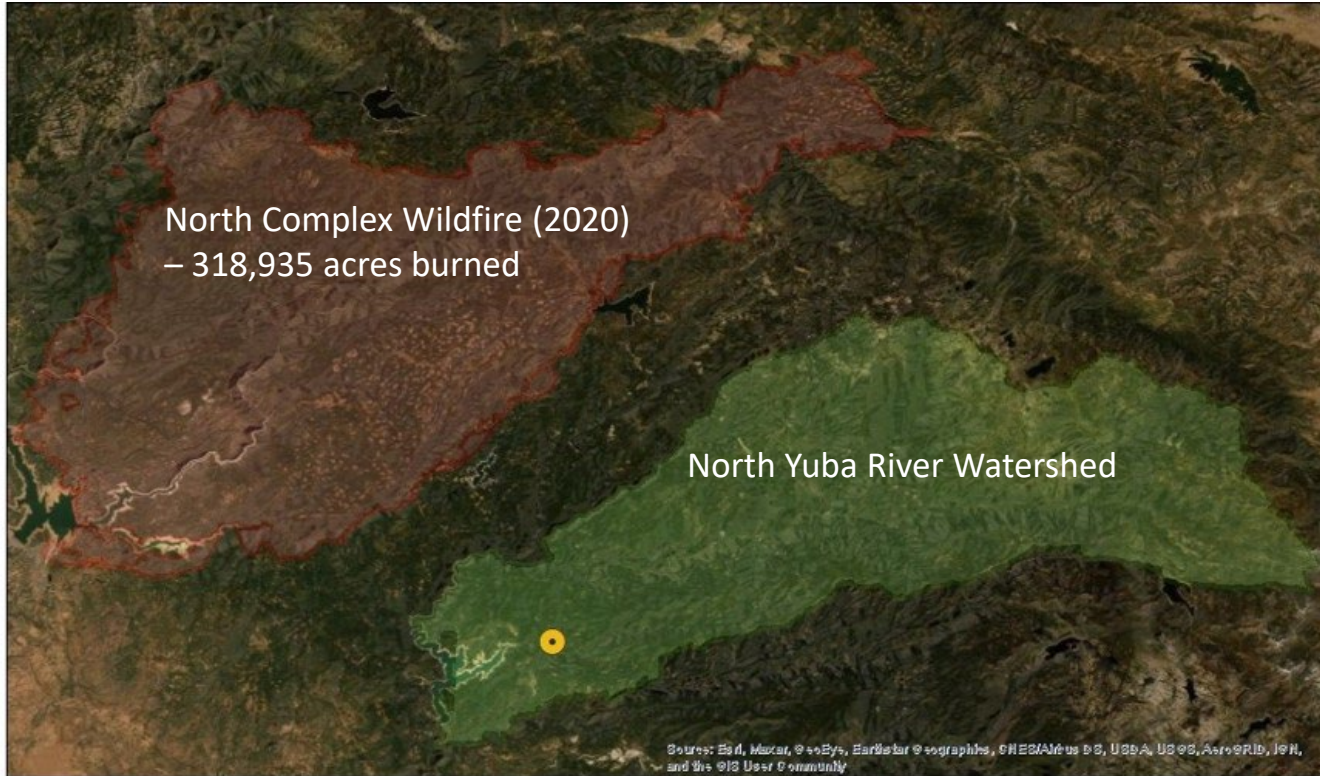 North Complex Wildfire (2020)
– 318,935 acres burned
North Yuba River Watershed
Source: Esri, Maxar, GeoEye, Earthstar Geographics, CNES/Airbus DS, USDA, USGS, AeroGRID, IGN,
and the GIS User Community